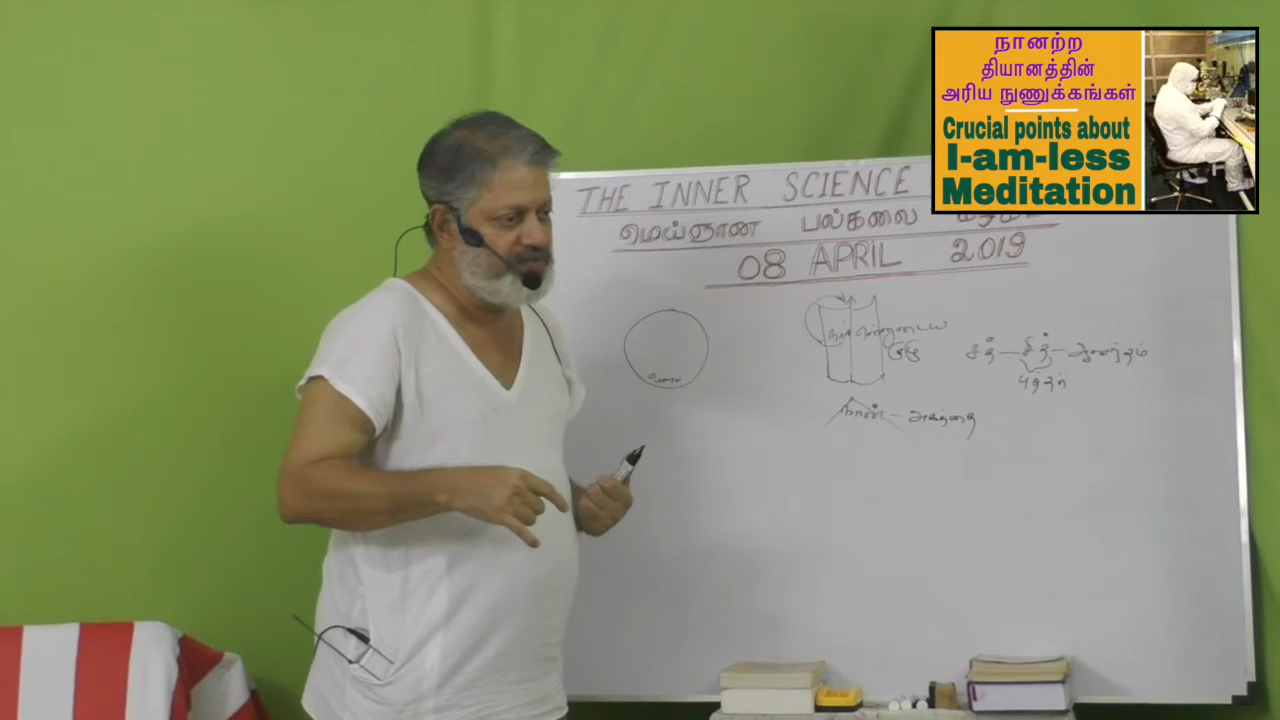 நானற்ற
தியானத்தின்
அரிய நுணுக்கங்கள்
Crucial points about
I-am-less
Meditation
THE INNER SCIENCE
மெய்ஞான பல்கலை
08 APRIL 2019
சத் – சித் – ஆனந்தம்
நான் – அகந்தை